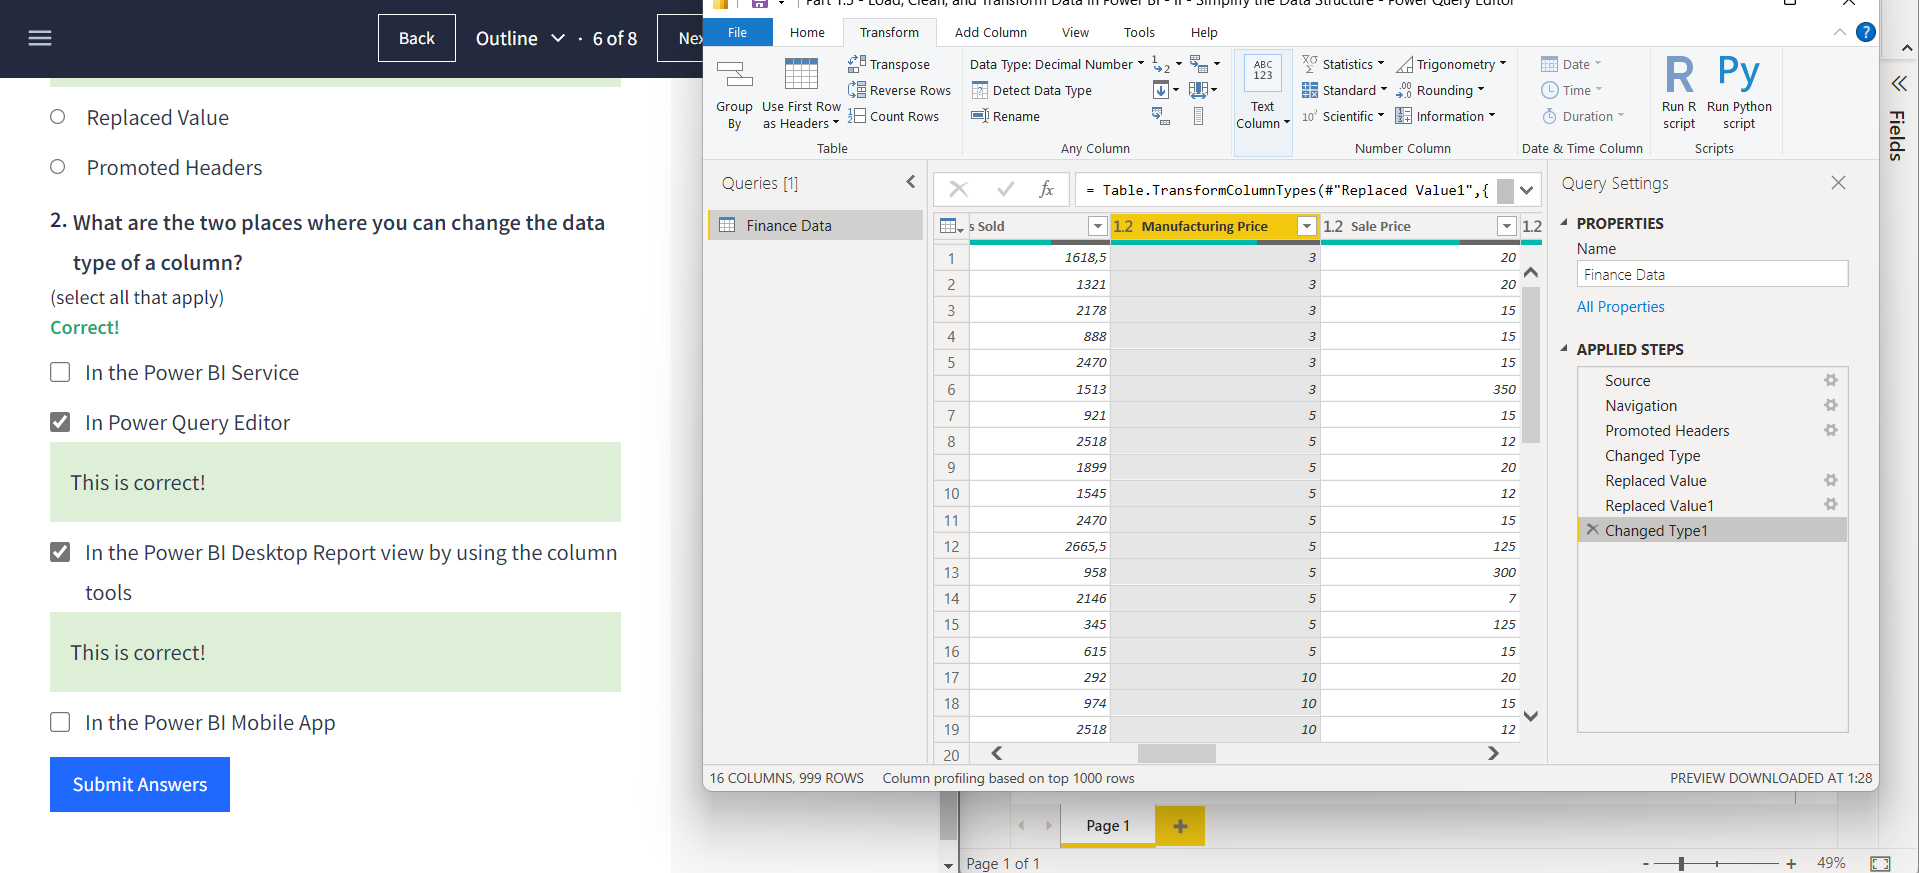 Back
Outline
· 6 of 8
Replaced Value
Promoted Headers
2. What are the two places where you can change the data
type of a column?
(select all that apply)
Correct!
In the Power BI Service
In Power Query Editor
This is correct!
In the Power BI Desktop Report view by using the column
tools
This is correct!
In the Power BI Mobile App
Submit Answers
Part 1.5 - Load, Clean, and Transform Data in Power BI - II - Simplify the Data Structure - Power Query Editor
File
Home
Transform
Add Column
View
Tools
Help
?
Group
By
Use First Row
as Headers
Transpose
Reverse Rows
Count Rows
Table
Data Type: Decimal Number
Detect Data Type
Rename
Any Column
ABC
123
Text
Column
Statistics
Standard
10² Scientific
Trigonometry
Rounding
Information
Number Column
Date
Time
Duration
Date & Time Column
R
Run R
script
Py
Run Python
script
Scripts
Fields
Queries [1]
Finance Data
fx
= Table.TransformColumnTypes(#"Replaced Value1",{
s Sold
1.2 Manufacturing Price
1.2 Sale Price
1.2
1 1618,5 3 20
2 1321 3 20
3 2178 3 15
4 888 3 15
5 2470 3 15
6 1513 3 350
7 921 5 15
8 2518 5 12
9 1899 5 20
10 1545 5 12
11 2470 5 15
12 2665,5 5 125
13 958 5 300
14 2146 5 7
15 345 5 125
16 615 5 15
17 292 10 20
18 974 10 15
19 2518 10 12
20
Query Settings
PROPERTIES
Name
Finance Data
All Properties
APPLIED STEPS
Source
Navigation
Promoted Headers
Changed Type
Replaced Value
Replaced Value1
Changed Type1
16 COLUMNS, 999 ROWS
Column profiling based on top 1000 rows
PREVIEW DOWNLOADED AT 1:28
Page 1
Page 1 of 1
- + 49%